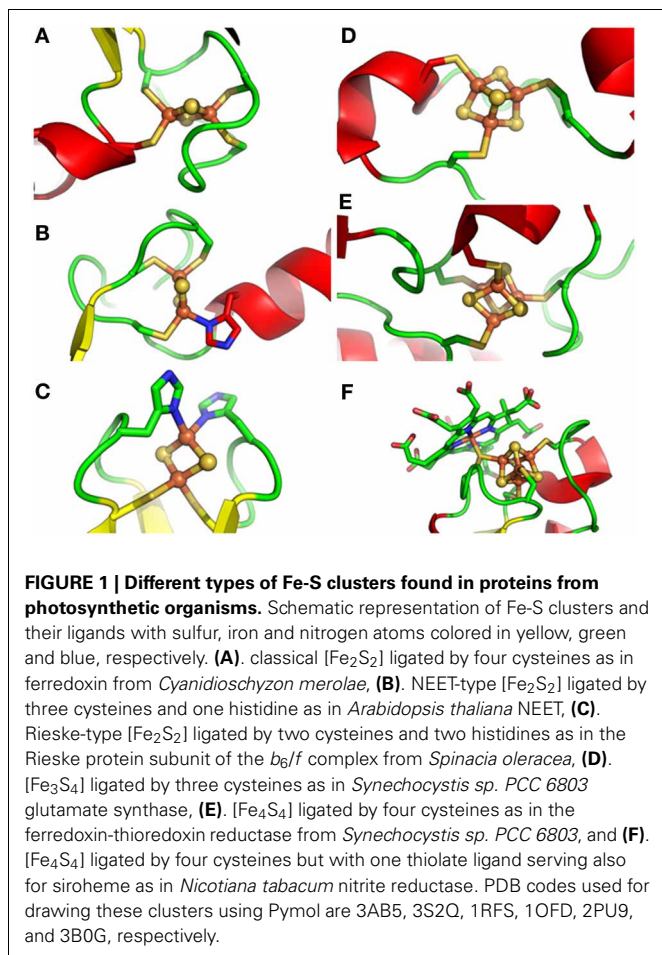 A
D
B
E
C
F
FIGURE 1 | Different types of Fe-S clusters found in proteins from
photosynthetic organisms. Schematic representation of Fe-S clusters and
their ligands with sulfur, iron and nitrogen atoms colored in yellow, green
and blue, respectively. (A). classical [Fe₂S₂] ligated by four cysteines as in
ferredoxin from Cyanidioschyzon merolae, (B). NEET-type [Fe₂S₂] ligated by
three cysteines and one histidine as in Arabidopsis thaliana NEET, (C).
Rieske-type [Fe₂S₂] ligated by two cysteines and two histidines as in the
Rieske protein subunit of the b₆/f complex from Spinacia oleracea, (D).
[Fe₃S₄] ligated by three cysteines as in Synechocystis sp. PCC 6803
glutamate synthase, (E). [Fe₄S₄] ligated by four cysteines as in the
ferredoxin-thioredoxin reductase from Synechocystis sp. PCC 6803, and (F).
[Fe₄S₄] ligated by four cysteines but with one thiolate ligand serving also
for siroheme as in Nicotiana tabacum nitrite reductase. PDB codes used for
drawing these clusters using Pymol are 3AB5, 3S2Q, 1RFS, 1OFD, 2PU9,
and 3B0G, respectively.